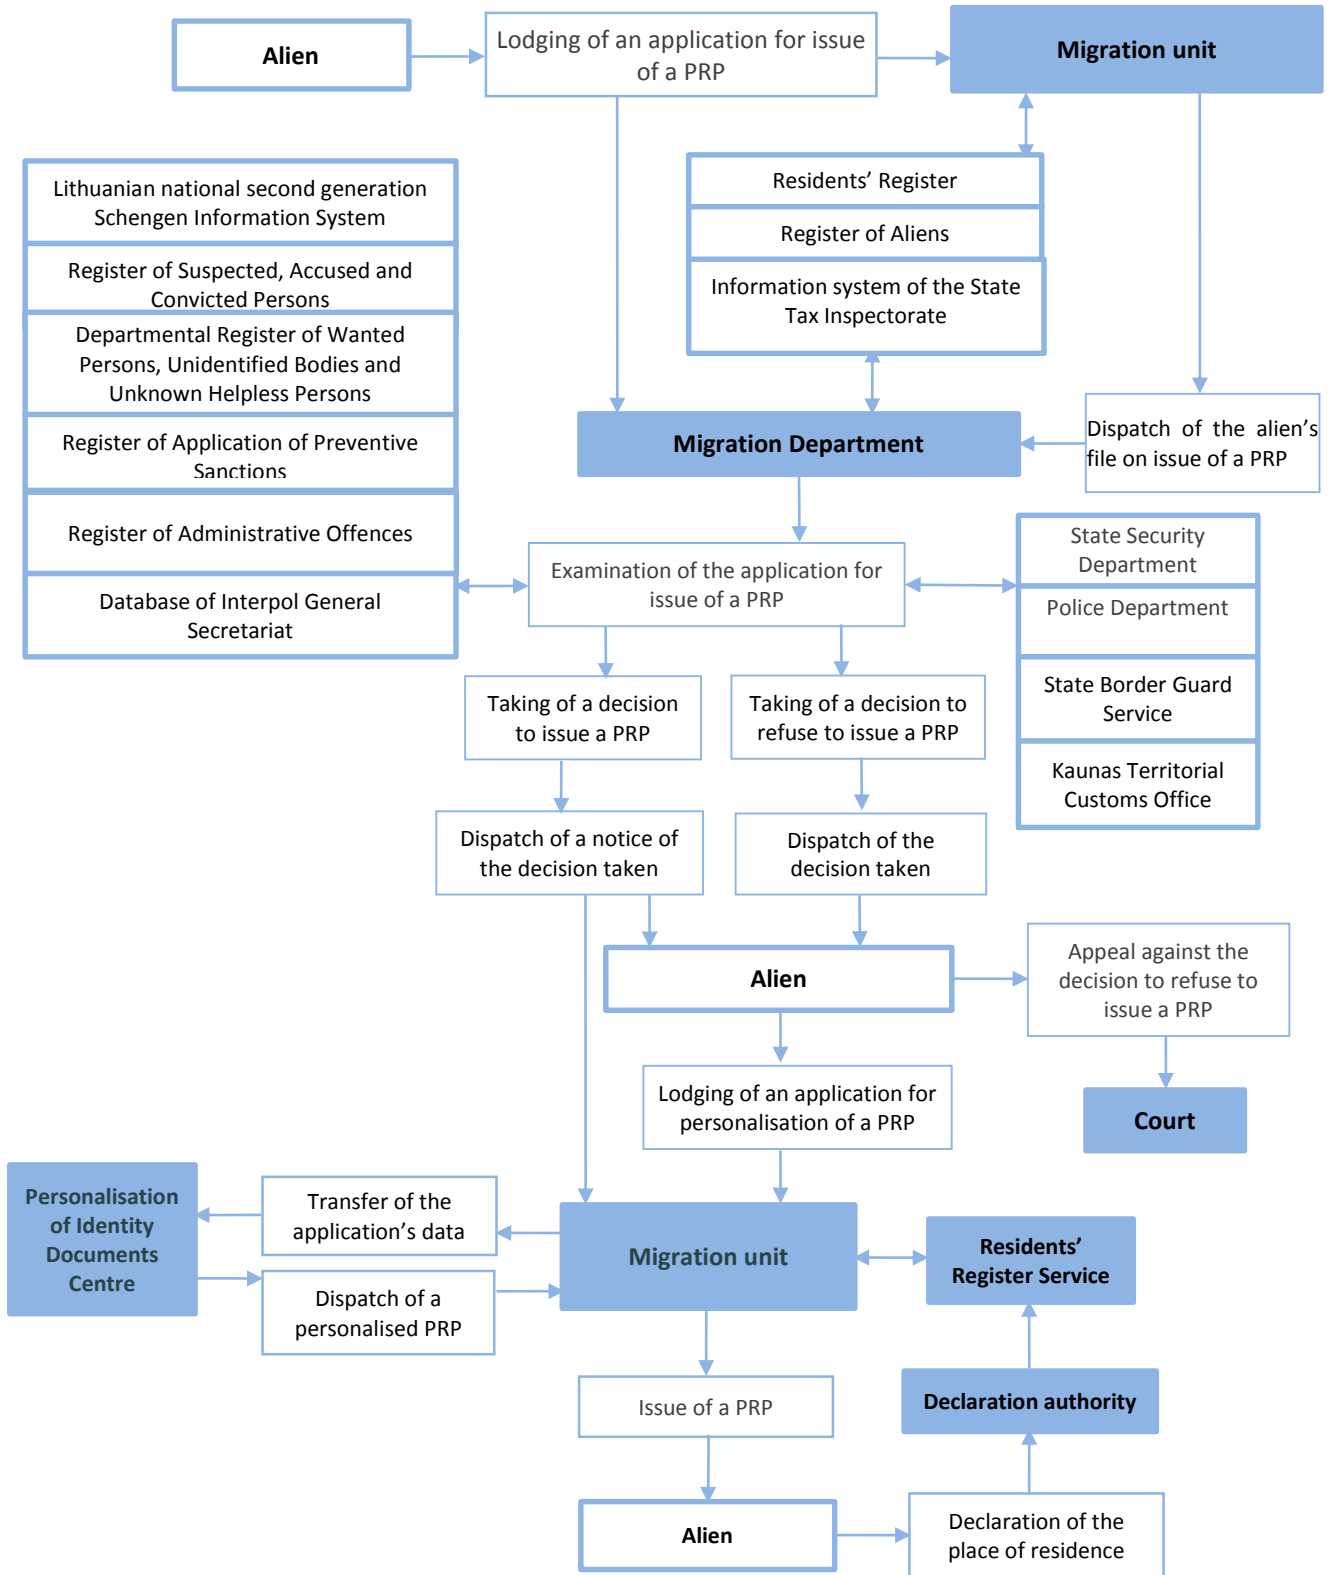 Alien
Lodging of an application for issue
of a PRP
Migration unit
Lithuanian national second generation
Schengen Information System
Register of Suspected, Accused and
Convicted Persons
Departmental Register of Wanted
Persons, Unidentified Bodies and
Unknown Helpless Persons
Register of Application of Preventive
Sanctions
Register of Administrative Offences
Database of Interpol General
Secretariat
Residents’ Register
Register of Aliens
Information system of the State
Tax Inspectorate
Migration Department
Dispatch of the alien’s
file on issue of a PRP
Examination of the application for
issue of a PRP
State Security
Department
Police Department
State Border Guard
Service
Kaunas Territorial
Customs Office
Taking of a decision
to issue a PRP
Taking of a decision to
refuse to issue a PRP
Dispatch of a notice of
the decision taken
Dispatch of the
decision taken
Alien
Appeal against the
decision to refuse to
issue a PRP
Court
Lodging of an application for
personalisation of a PRP
Personalisation
of Identity
Documents
Centre
Transfer of the
application’s data
Dispatch of a
personalised PRP
Migration unit
Residents’
Register Service
Issue of a PRP
Declaration authority
Alien
Declaration of the
place of residence